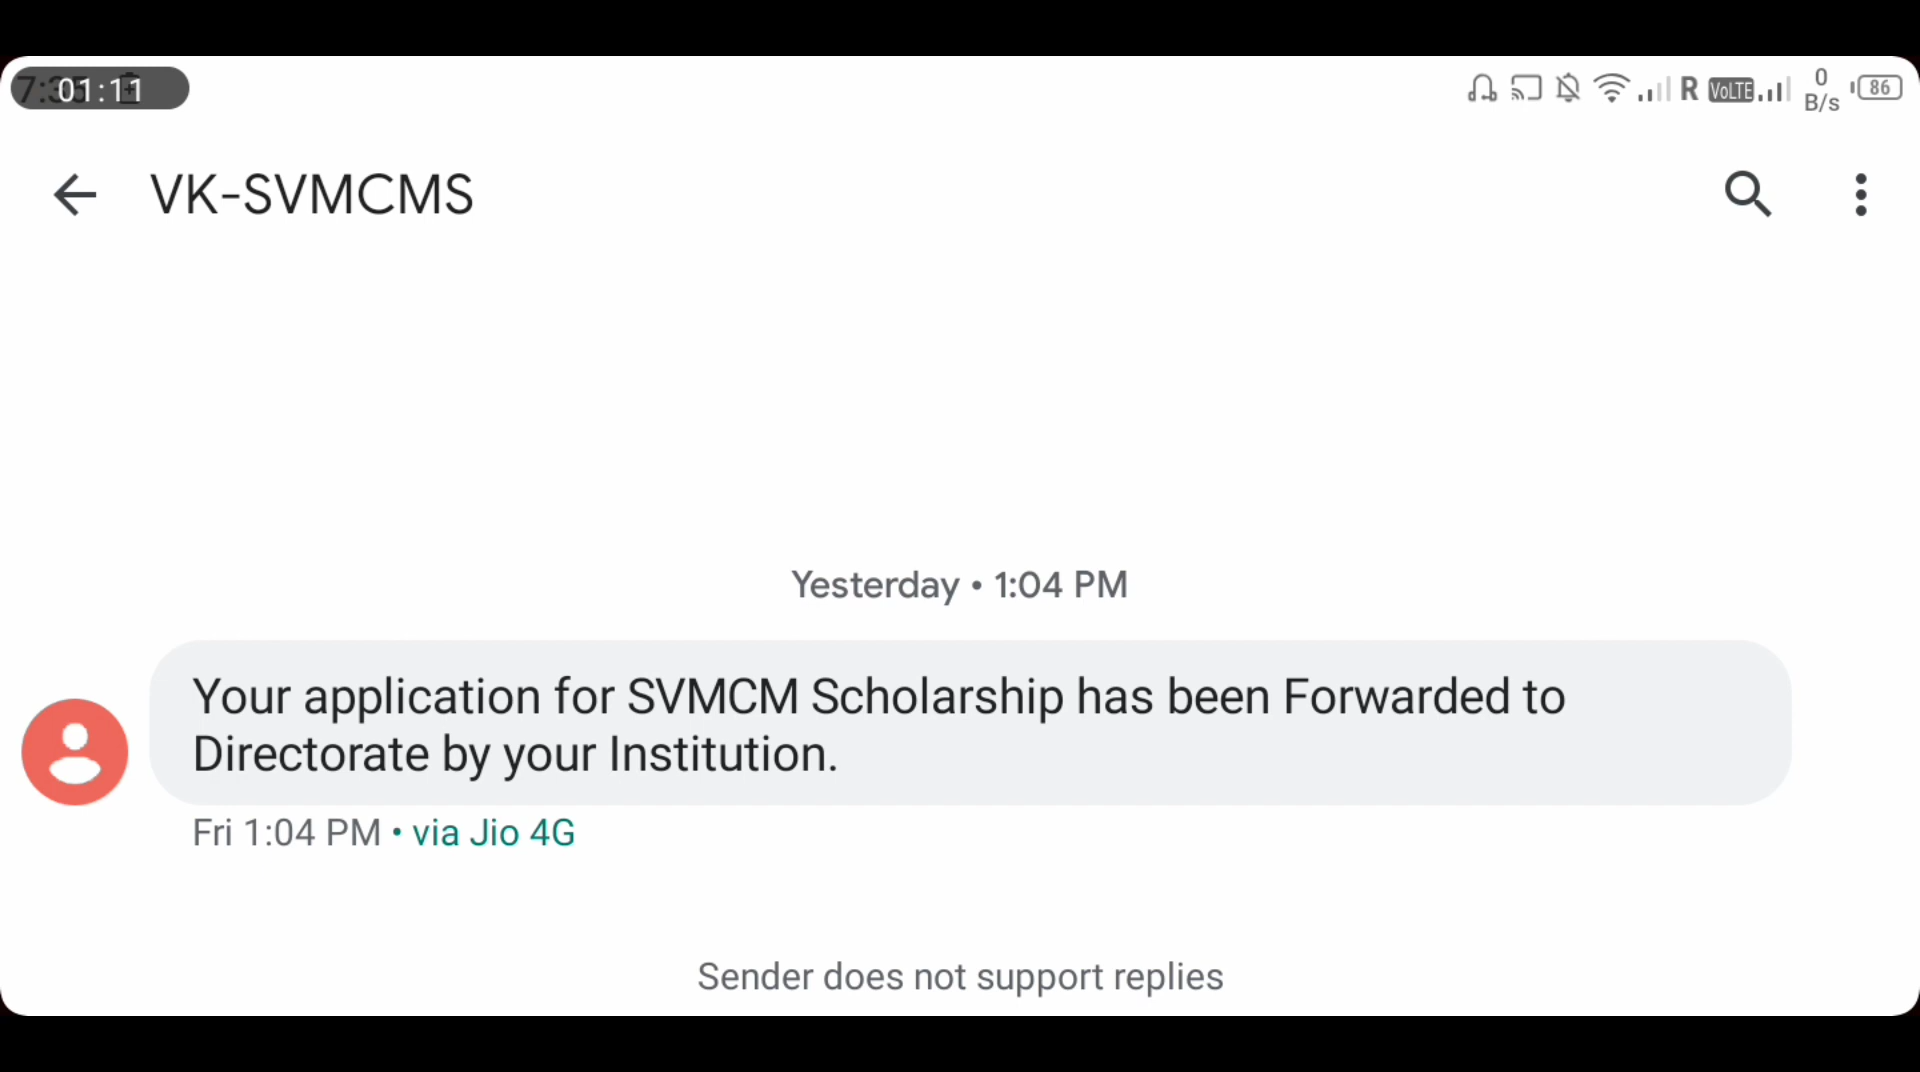 01:11
R VoLTE 0 B/s 86
VK-SVMCMS
Yesterday • 1:04 PM
Your application for SVMCM Scholarship has been Forwarded to
Directorate by your Institution.
Fri 1:04 PM • via Jio 4G
Sender does not support replies